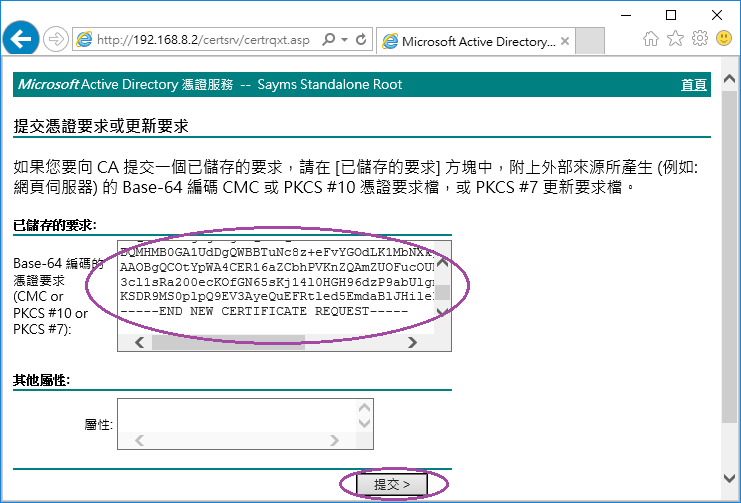 http://192.168.8.2/certsrv/certrqxt.asp
Microsoft Active Directory...
Microsoft Active Directory 憑證服務 -- Sayms Standalone Root
首頁
提交憑證要求或更新要求
如果您要向 CA 提交一個已儲存的要求，請在 [已儲存的要求] 方塊中，附上外部來源所產生 (例如:
網頁伺服器) 的 Base-64 編碼 CMC 或 PKCS #10 憑證要求檔，或 PKCS #7 更新要求檔。
已儲存的要求:
Base-64 編碼的
憑證要求
(CMC or
PKCS #10 or
PKCS #7):
DQMHMB0GA1UdDgQWBBTuNc8z+eFvYGOdLK1MbNXk
AAOBgQCOtYpWA4CER16aZCbhPVKnZQAmZUOFucOU
3cl1sRa200ecKOfGN65sKj14l0HGH96dzP9abUlg
KSDR9MS0plpQ9EV3AyeQuEFRtled5EmdaBlJHile
-----END NEW CERTIFICATE REQUEST-----
其他屬性:
屬性:
提交 >